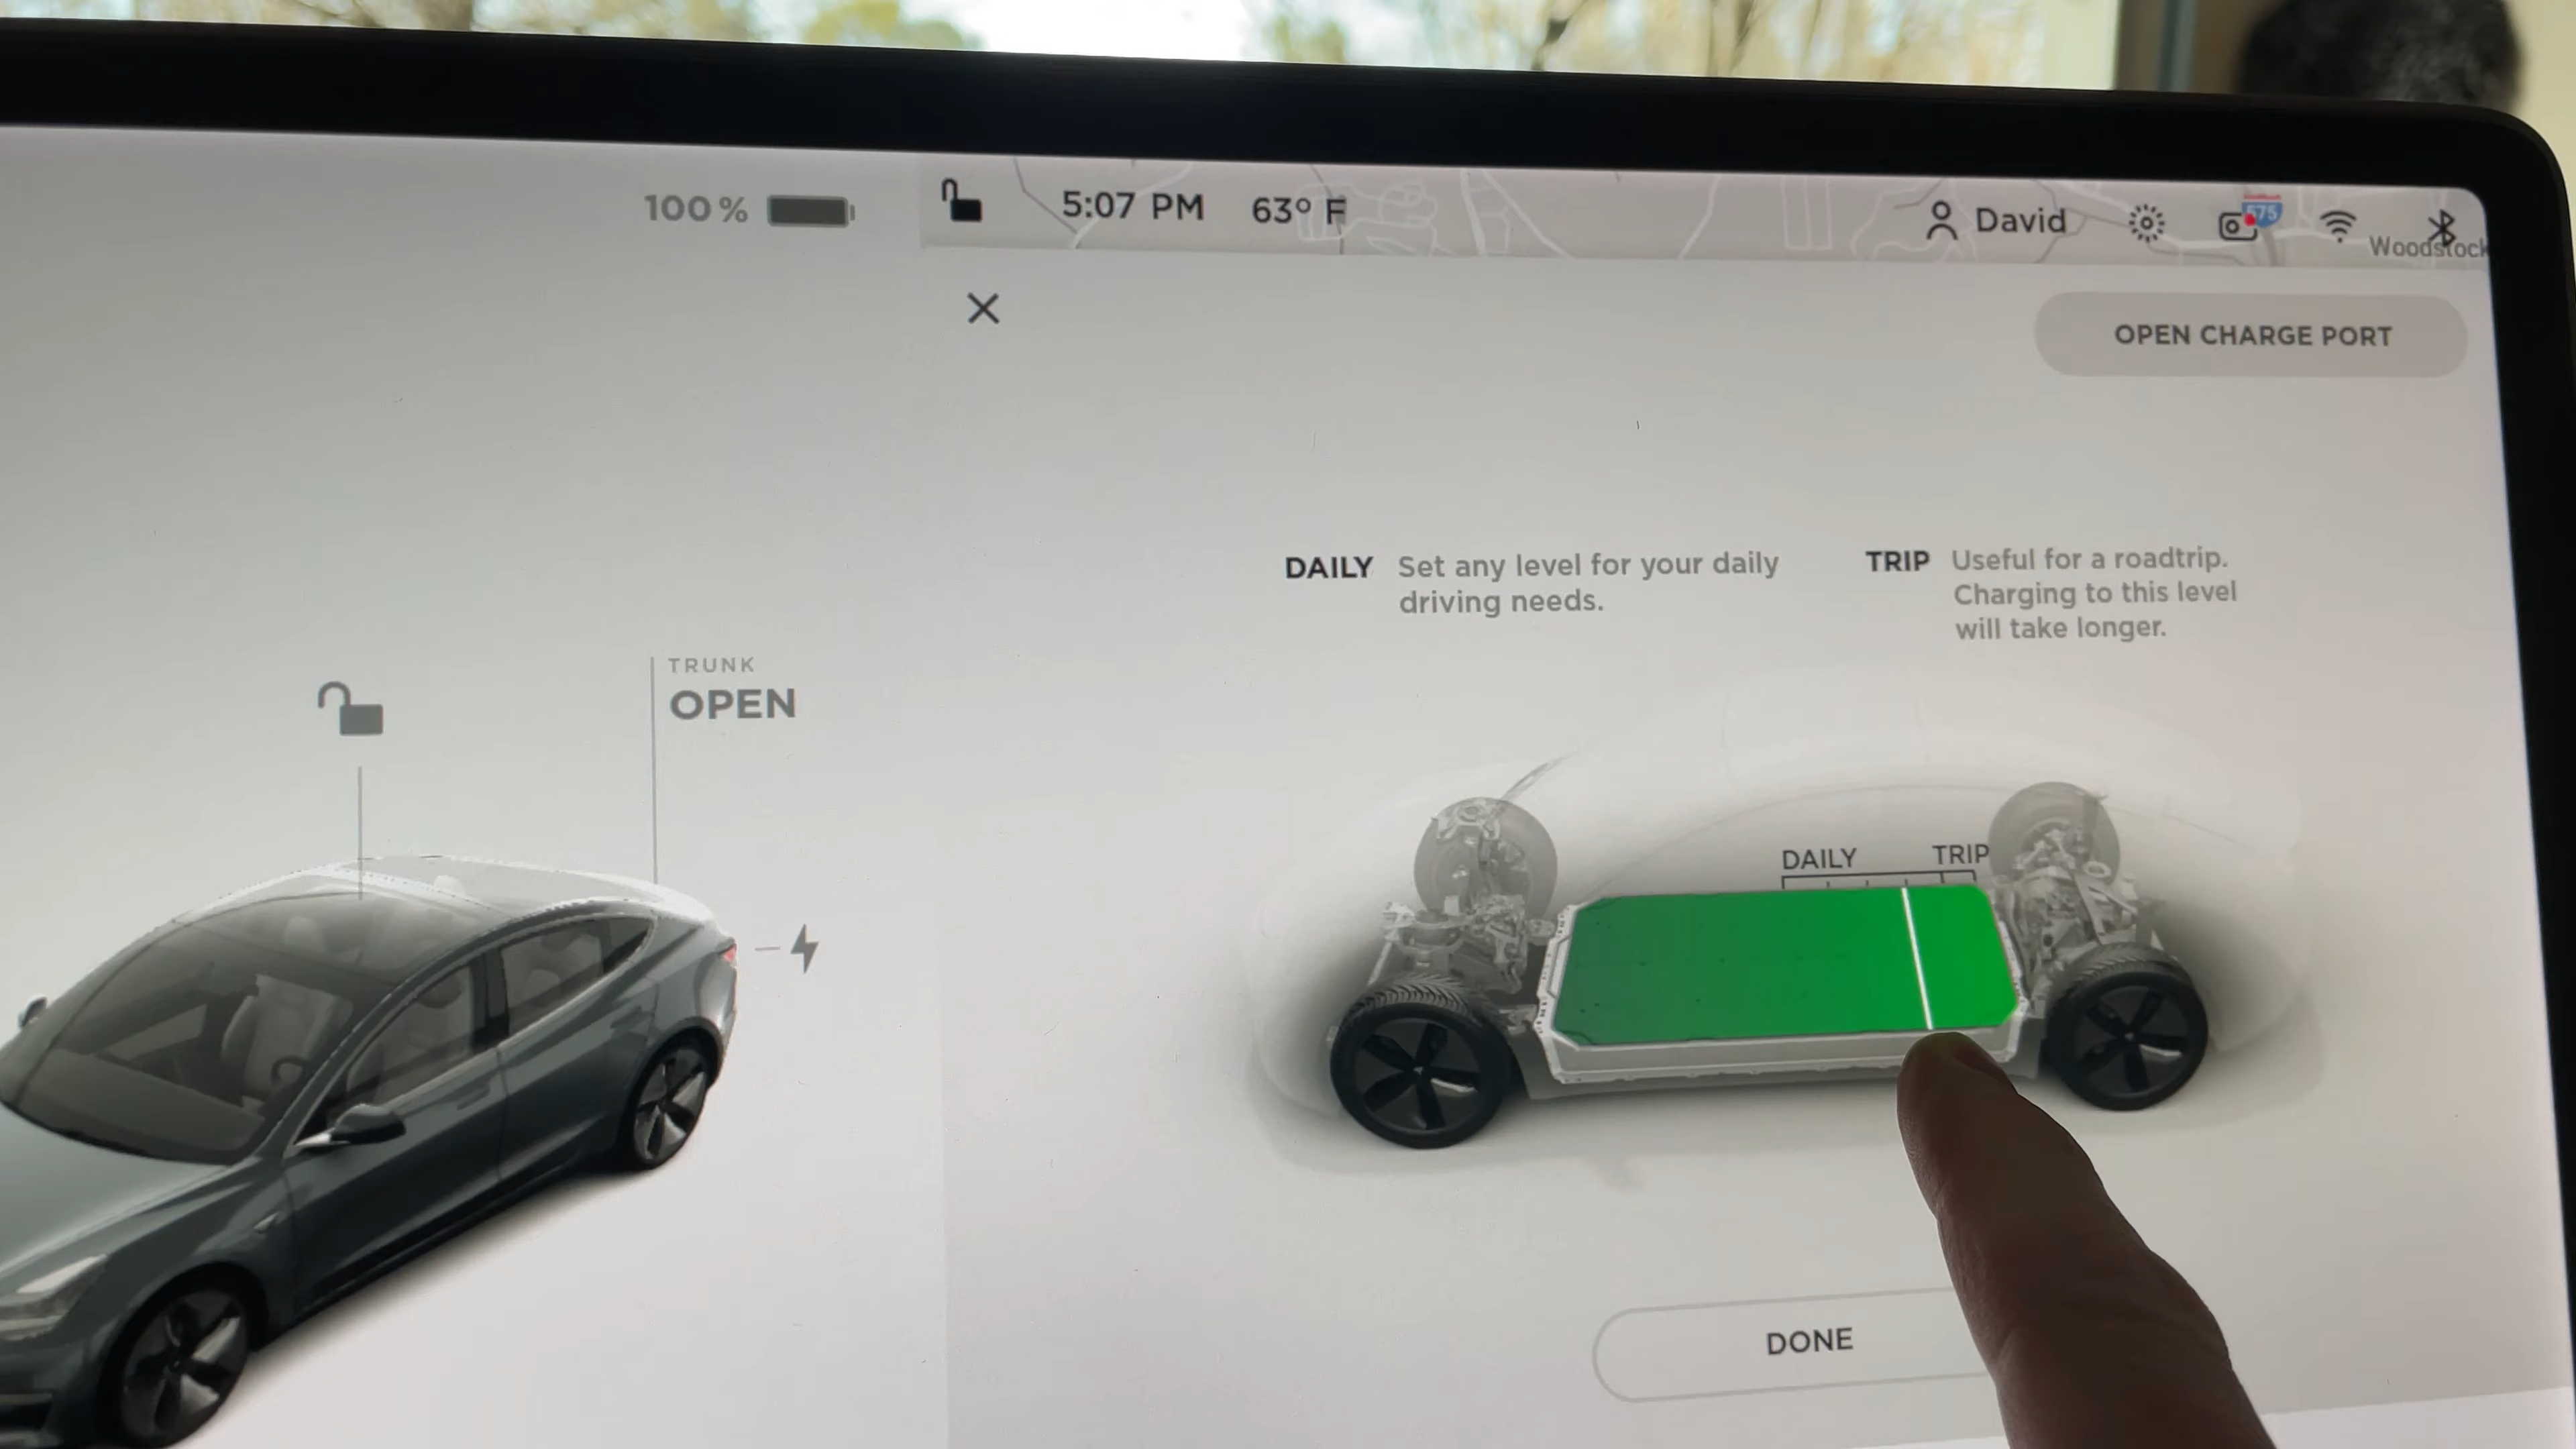 100 %
5:07 PM
63° F
David
575
Woodstock
OPEN CHARGE PORT
DAILY Set any level for your daily
driving needs.
TRIP Useful for a roadtrip.
Charging to this level
will take longer.
TRUNK
OPEN
DAILY
TRIP
DONE